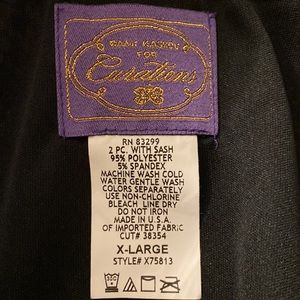 FOR
Curations
RN 83299
2 PC. WITH SASH
95% POLYESTER
5% SPANDEX
MACHINE WASH COLD
WATER GENTLE WASH
COLORS SEPARATELY
USE NON-CHLORINE
BLEACH LINE DRY
DO NOT IRON
MADE IN U.S.A.
OF IMPORTED FABRIC
CUT# 38354
X-LARGE
STYLE# X75813